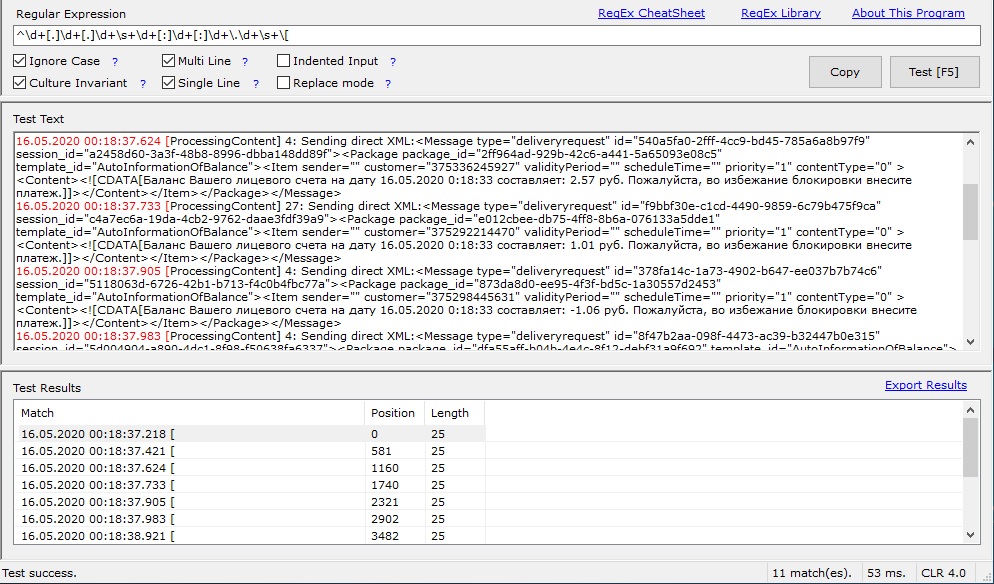 Regular Expression
RegEx CheatSheet
RegEx Library
About This Program
^\d+[.]\d+[.]\d+\s+\d+[:]\d+[:]\d+\.\d+\s+\[
Ignore Case ?
Multi Line ?
Indented Input ?
Culture Invariant ?
Single Line ?
Replace mode ?
Copy
Test [F5]
Test Text
16.05.2020 00:18:37.624 [ProcessingContent] 4: Sending direct XML:<Message type="deliveryrequest" id="540a5fa0-2fff-4cc9-bd45-785a6a8b97f9"
session_id="a2458d60-3a3f-48b8-8996-dbba148dd89f"><Package package_id="2ff964ad-929b-42c6-a441-5a65093e08c5"
template_id="AutoInformationOfBalance"><Item sender="" customer="375336245927" validityPeriod="" scheduleTime="" priority="1" contentType="0" >
<Content><![CDATA[Баланс Вашего лицевого счета на дату 16.05.2020 0:18:33 составляет: 2.57 руб. Пожалуйста, во избежание блокировки внесите
платеж.]]></Content></Item></Package></Message>
16.05.2020 00:18:37.733 [ProcessingContent] 27: Sending direct XML:<Message type="deliveryrequest" id="f9bbf30e-c1cd-4490-9859-6c79b475f9ca"
session_id="c4a7ec6a-19da-4cb2-9762-daae3fdf39a9"><Package package_id="e012cbee-db75-4ff8-8b6a-076133a5dde1"
template_id="AutoInformationOfBalance"><Item sender="" customer="375292214470" validityPeriod="" scheduleTime="" priority="1" contentType="0" >
<Content><![CDATA[Баланс Вашего лицевого счета на дату 16.05.2020 0:18:33 составляет: 1.01 руб. Пожалуйста, во избежание блокировки внесите
платеж.]]></Content></Item></Package></Message>
16.05.2020 00:18:37.905 [ProcessingContent] 4: Sending direct XML:<Message type="deliveryrequest" id="378fa14c-1a73-4902-b647-ee037b7b74c6"
session_id="5118063d-6726-42b1-b713-f4c0b4fbc77a"><Package package_id="873da8d0-ee95-4f3f-bd5c-1a30557d2453"
template_id="AutoInformationOfBalance"><Item sender="" customer="375298445631" validityPeriod="" scheduleTime="" priority="1" contentType="0" >
<Content><![CDATA[Баланс Вашего лицевого счета на дату 16.05.2020 0:18:33 составляет: -1.06 руб. Пожалуйста, во избежание блокировки внесите
платеж.]]></Content></Item></Package></Message>
16.05.2020 00:18:37.983 [ProcessingContent] 4: Sending direct XML:<Message type="deliveryrequest" id="8f47b2aa-098f-4473-ac39-b32447b0e315"
session_id="5d004904-a890-4dc1-8f98-f50638fa6337"><Package package_id="dfa55aff-b04b-4e4c-8f12-debf31a9f692" template_id="AutoInformationOfBalance">
Test Results
Export Results
Match Position Length
16.05.2020 00:18:37.218 [ 0 25
16.05.2020 00:18:37.421 [ 581 25
16.05.2020 00:18:37.624 [ 1160 25
16.05.2020 00:18:37.733 [ 1740 25
16.05.2020 00:18:37.905 [ 2321 25
16.05.2020 00:18:37.983 [ 2902 25
16.05.2020 00:18:38.921 [ 3482 25
Test success.
11 match(es).
53 ms.
CLR 4.0